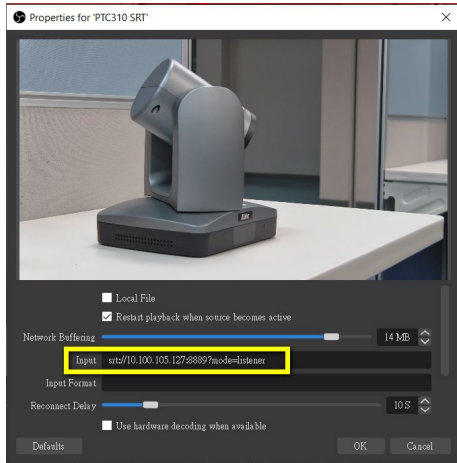 Properties for 'PTC310 SRT'
Local File
Restart playback when source becomes active
Network Buffering 14 MB
Input srt://10.100.105.127:8889?mode=listener
Input Format
Reconnect Delay 10 S
Use hardware decoding when available
Defaults OK Cancel